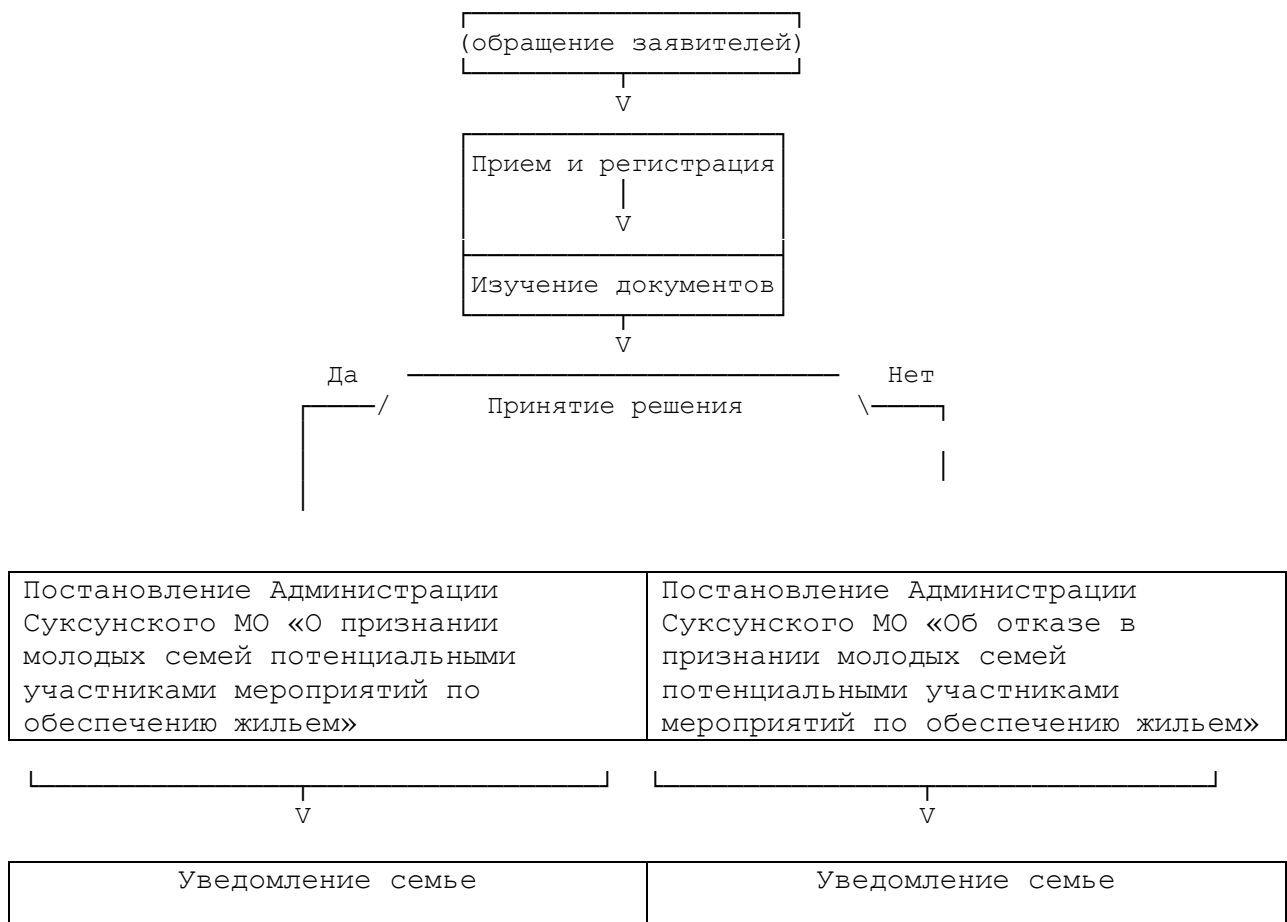 (обращение заявителей)
V
Прием и регистрация
V
Изучение документов
V
Да Нет
/ Принятие решения \
Постановление Администрации
Суксунского МО «О признании
молодых семей потенциальными
участниками мероприятий по
обеспечению жильем»
Постановление Администрации
Суксунского МО «Об отказе в
признании молодых семей
потенциальными участниками
мероприятий по обеспечению жильем»
V V
Уведомление семье
Уведомление семье